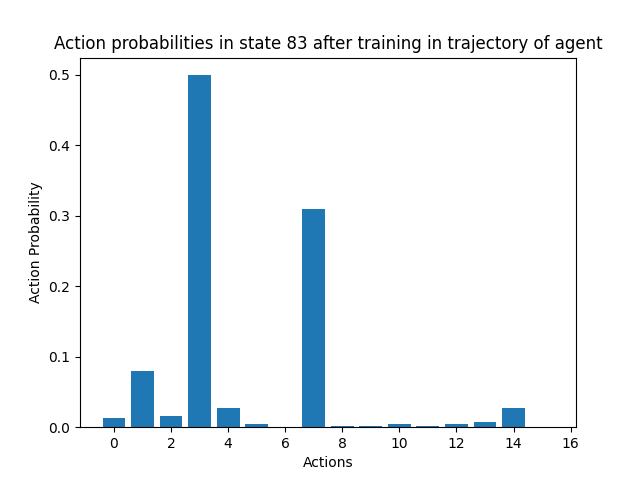 Action probabilities in state 83 after training in trajectory of agent
0.5
0.4
0.3
0.2
0.1
0.0
Action Probability
0 2 4 6 8 10 12 14 16
Actions